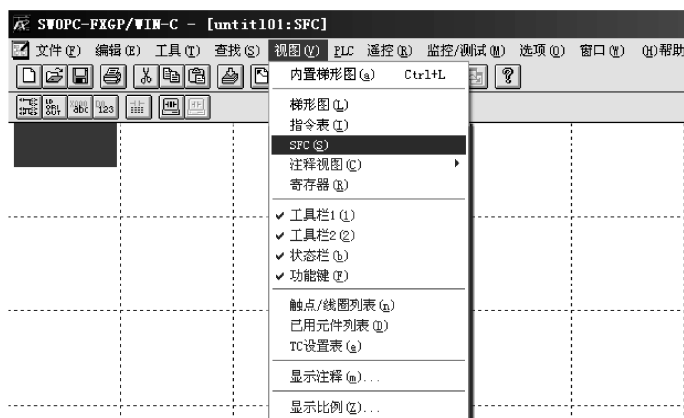 SWOPC-FXGP/WIN-C - [untitl01:SFC]
文件(F) 编辑(E) 工具(T) 查找(S) 视图(V) PLC 遥控(R) 监控/测试(M) 选项(O) 窗口(W) (H)帮助
内置梯形图(a) Ctrl+L
梯形图(L)
指令表(I)
SFC(S)
注释视图(C)
寄存器(R)
工具栏1(1)
工具栏2(2)
状态栏(b)
功能键(F)
触点/线圈列表(n)
已用元件列表(D)
TC设置表(e)
显示注释(m)...
显示比例(Z)...